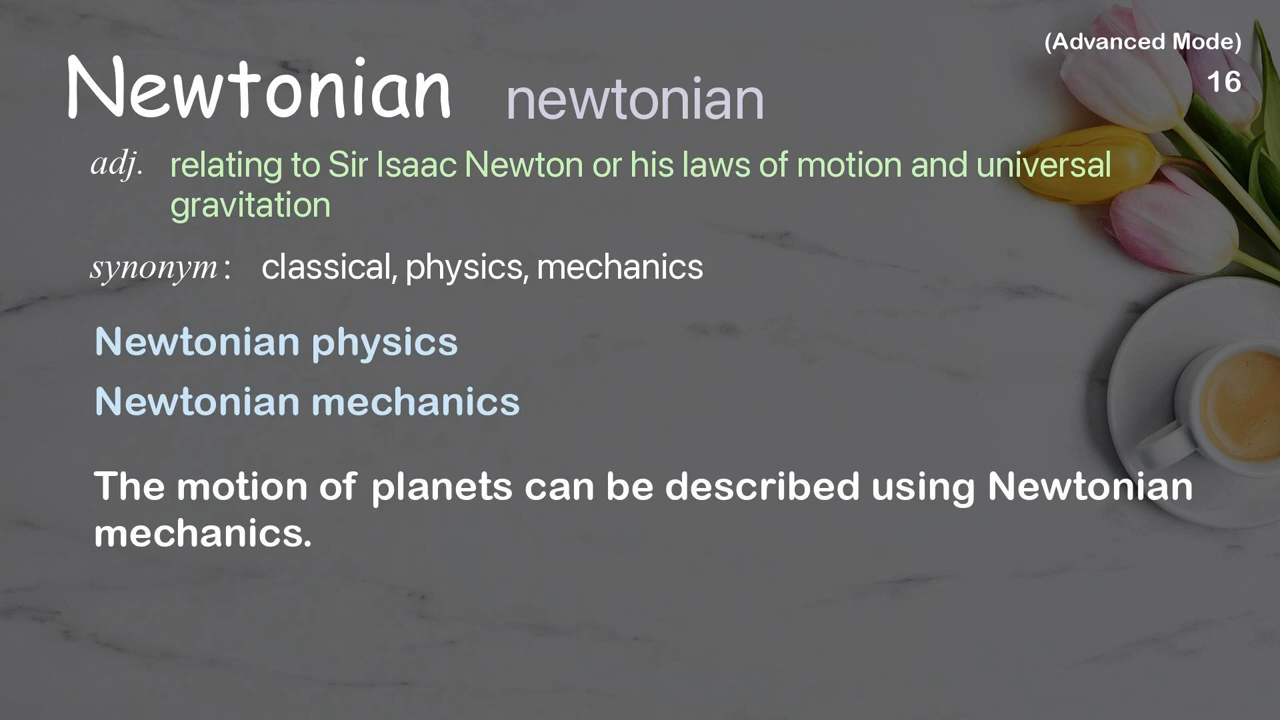 (Advanced Mode)
16
Newtonian newtonian
adj. relating to Sir Isaac Newton or his laws of motion and universal
gravitation
synonym : classical, physics, mechanics
Newtonian physics
Newtonian mechanics
The motion of planets can be described using Newtonian
mechanics.